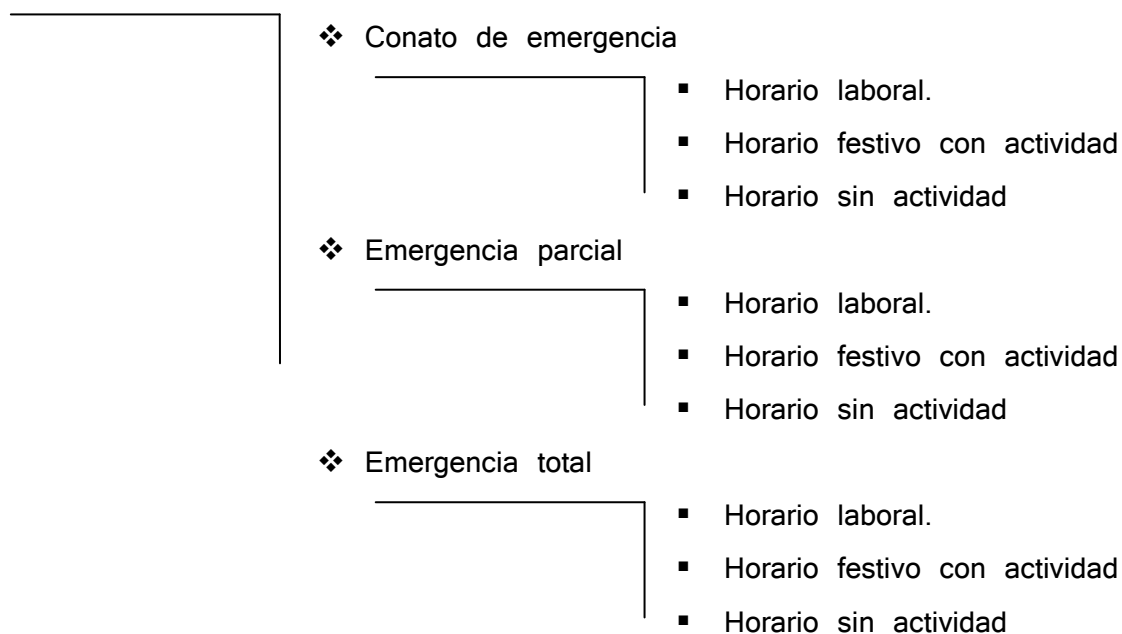 ❖ Conato de emergencia
▪ Horario laboral.
▪ Horario festivo con actividad
▪ Horario sin actividad
❖ Emergencia parcial
▪ Horario laboral.
▪ Horario festivo con actividad
▪ Horario sin actividad
❖ Emergencia total
▪ Horario laboral.
▪ Horario festivo con actividad
▪ Horario sin actividad